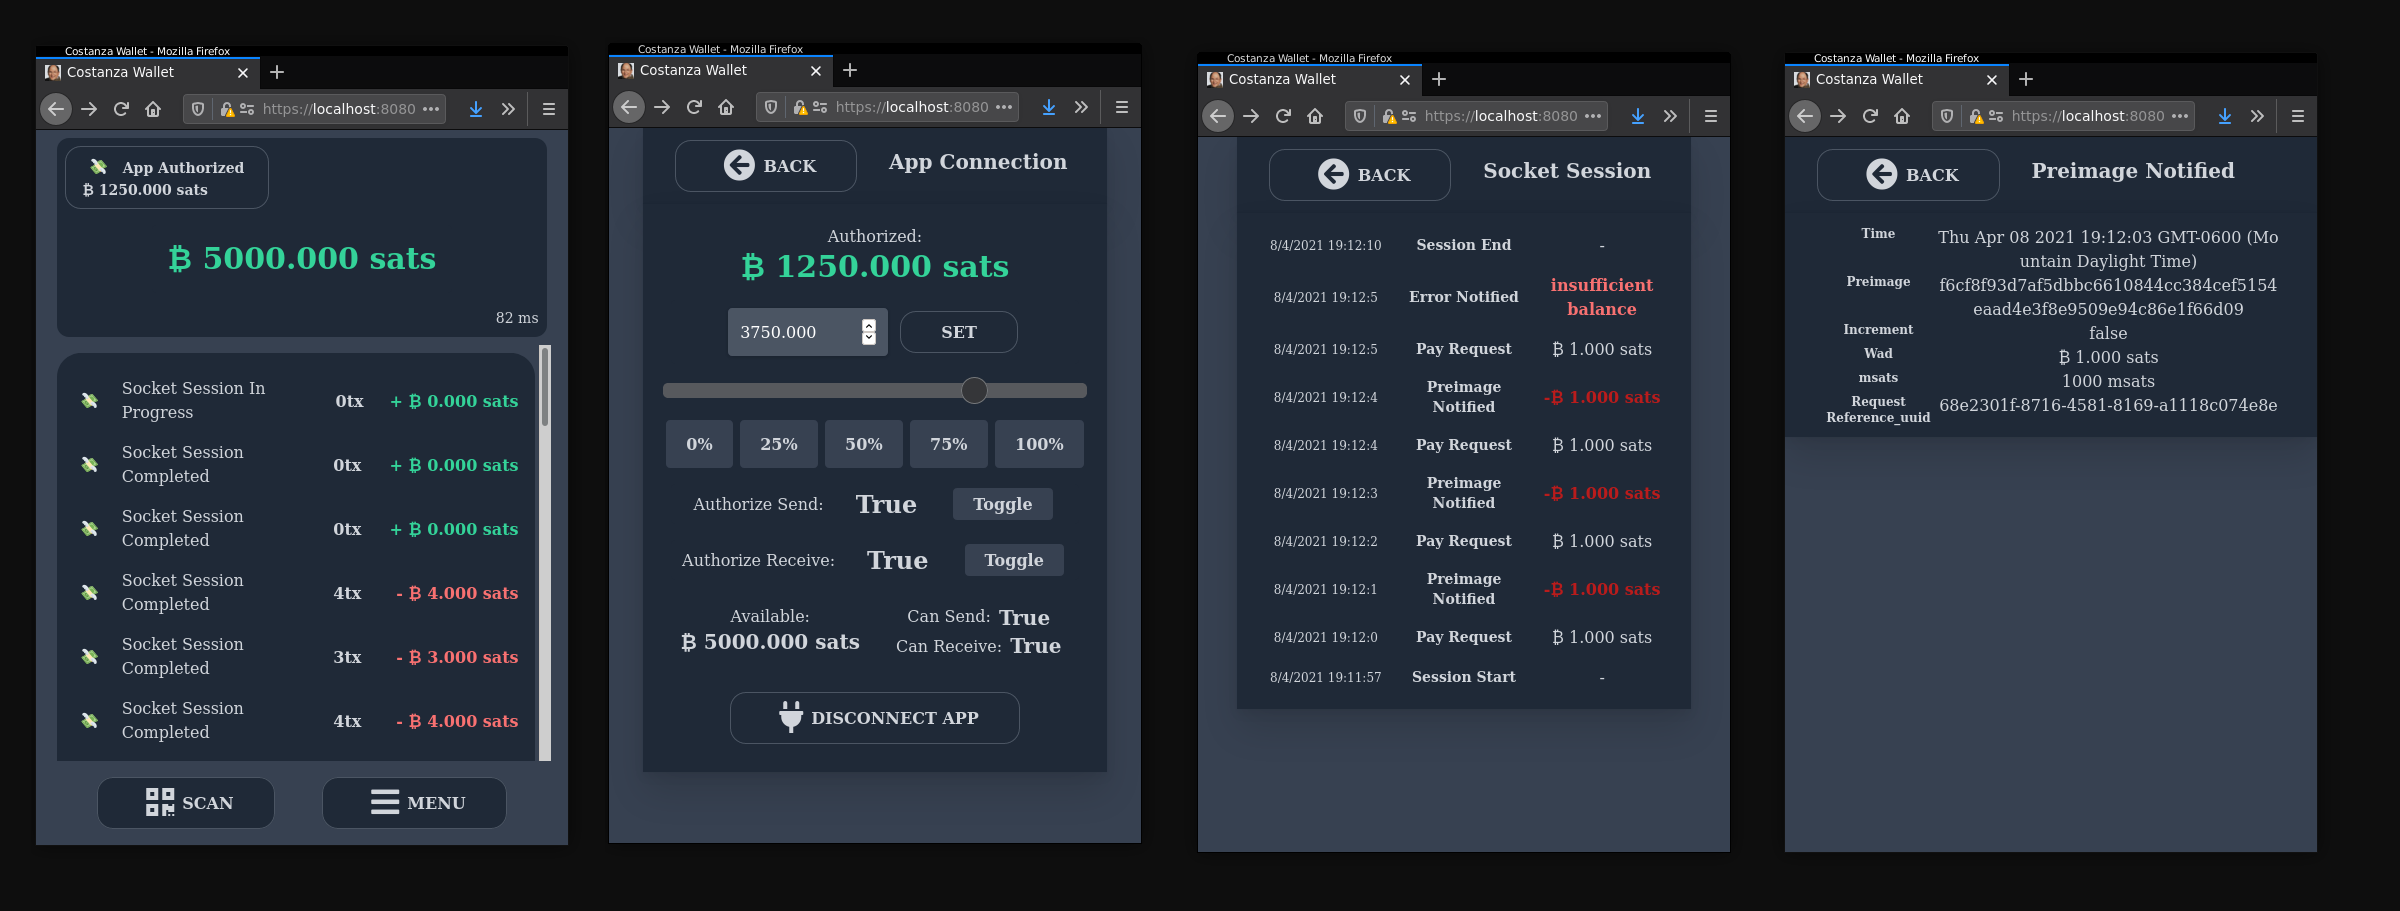 Costanza Wallet - Mozilla Firefox
Costanza Wallet
https://localhost:8080
App Authorized
₿ 1250.000 sats
₿ 5000.000 sats
82 ms
Socket Session In
Progress
0tx
+ ₿ 0.000 sats
Socket Session
Completed
0tx
+ ₿ 0.000 sats
Socket Session
Completed
0tx
+ ₿ 0.000 sats
Socket Session
Completed
4tx
- ₿ 4.000 sats
Socket Session
Completed
3tx
- ₿ 3.000 sats
Socket Session
Completed
4tx
- ₿ 4.000 sats
SCAN
MENU
Costanza Wallet - Mozilla Firefox
Costanza Wallet
https://localhost:8080
BACK
App Connection
Authorized:
₿ 1250.000 sats
3750.000
SET
0%
25%
50%
75%
100%
Authorize Send: True Toggle
Authorize Receive: True Toggle
Available:
₿ 5000.000 sats
Can Send: True
Can Receive: True
DISCONNECT APP
Costanza Wallet - Mozilla Firefox
Costanza Wallet
https://localhost:8080
BACK
Socket Session
8/4/2021 19:12:10 Session End -
8/4/2021 19:12:5 Error Notified insufficient
balance
8/4/2021 19:12:5 Pay Request ₿ 1.000 sats
8/4/2021 19:12:4 Preimage
Notified
-₿ 1.000 sats
8/4/2021 19:12:4 Pay Request ₿ 1.000 sats
8/4/2021 19:12:3 Preimage
Notified
-₿ 1.000 sats
8/4/2021 19:12:2 Pay Request ₿ 1.000 sats
8/4/2021 19:12:1 Preimage
Notified
-₿ 1.000 sats
8/4/2021 19:12:0 Pay Request ₿ 1.000 sats
8/4/2021 19:11:57 Session Start -
Costanza Wallet - Mozilla Firefox
Costanza Wallet
https://localhost:8080
BACK
Preimage Notified
Time
Thu Apr 08 2021 19:12:03 GMT-0600 (Mo
untain Daylight Time)
Preimage
f6cf8f93d7af5dbbc6610844cc384cef5154
eaad4e3f8e9509e94c86e1f66d09
Increment
false
Wad
₿ 1.000 sats
msats
1000 msats
Request
Reference_uuid
68e2301f-8716-4581-8169-a1118c074e8e